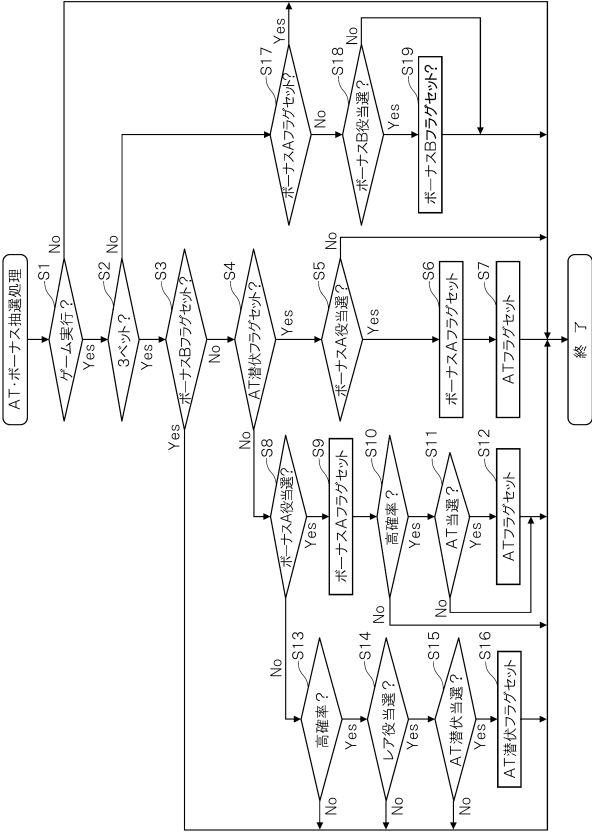 AT・ボーナス抽選処理
S1
ゲーム実行？
No
Yes
S2
3ベット？
No
Yes
S3
ボーナスBフラグセット？
Yes
No
S4
AT潜伏フラグセット？
No
Yes
S5
ボーナスA役当選？
No
Yes
S6
ボーナスAフラグセット
S7
ATフラグセット
S8
ボーナスA役当選？
No
Yes
S9
ボーナスAフラグセット
S10
高確率？
No
Yes
S11
AT当選？
No
Yes
S12
ATフラグセット
S13
高確率？
No
Yes
S14
レア役当選？
No
Yes
S15
AT潜伏当選？
No
Yes
S16
AT潜伏フラグセット
S17
ボーナスAフラグセット？
Yes
No
S18
ボーナスB役当選？
No
Yes
S19
ボーナスBフラグセット？
終了